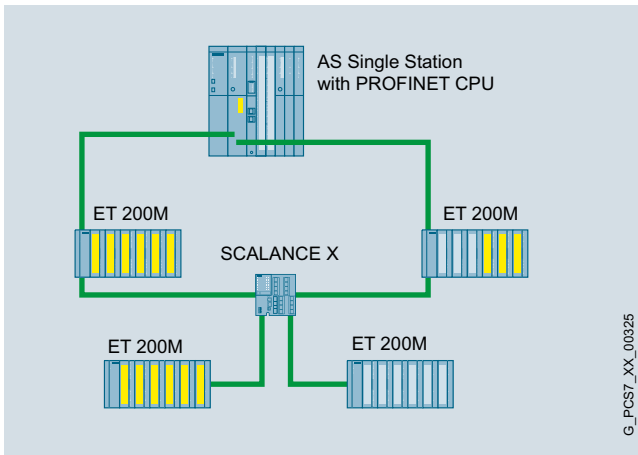 AS Single Station
with PROFINET CPU
ET 200M
ET 200M
SCALANCE X
ET 200M
ET 200M
G_PCS7_XX_00325